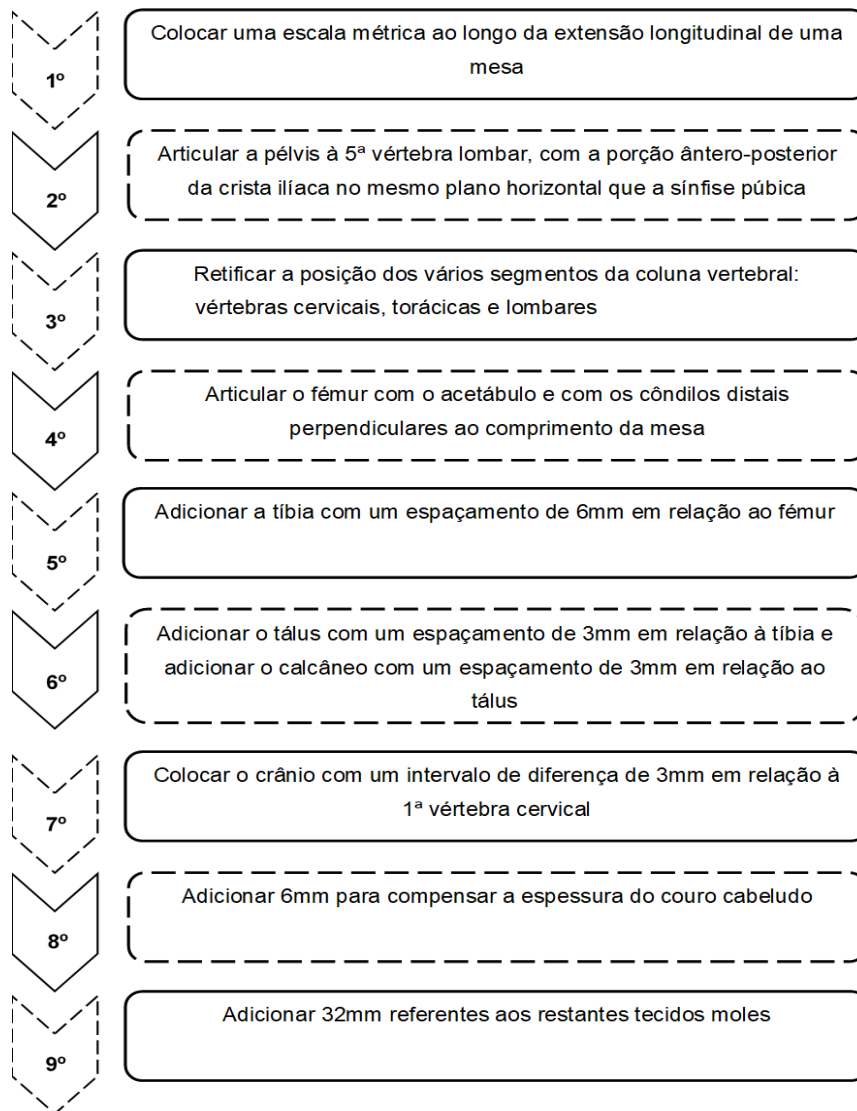 Colocar uma escala métrica ao longo da extensão longitudinal de uma
mesa
1º
Articular a pélvis à 5ª vértebra lombar, com a porção ântero-posterior
da crista ilíaca no mesmo plano horizontal que a sínfise púbica
2º
Retificar a posição dos vários segmentos da coluna vertebral:
vértebras cervicais, torácicas e lombares
3º
Articular o fémur com o acetábulo e com os côndilos distais
perpendiculares ao comprimento da mesa
4º
Adicionar a tíbia com um espaçamento de 6mm em relação ao fémur
5º
Adicionar o tálus com um espaçamento de 3mm em relação à tíbia e
adicionar o calcâneo com um espaçamento de 3mm em relação ao
tálus
6º
Colocar o crânio com um intervalo de diferença de 3mm em relação à
1ª vértebra cervical
7º
Adicionar 6mm para compensar a espessura do couro cabeludo
8º
Adicionar 32mm referentes aos restantes tecidos moles
9º